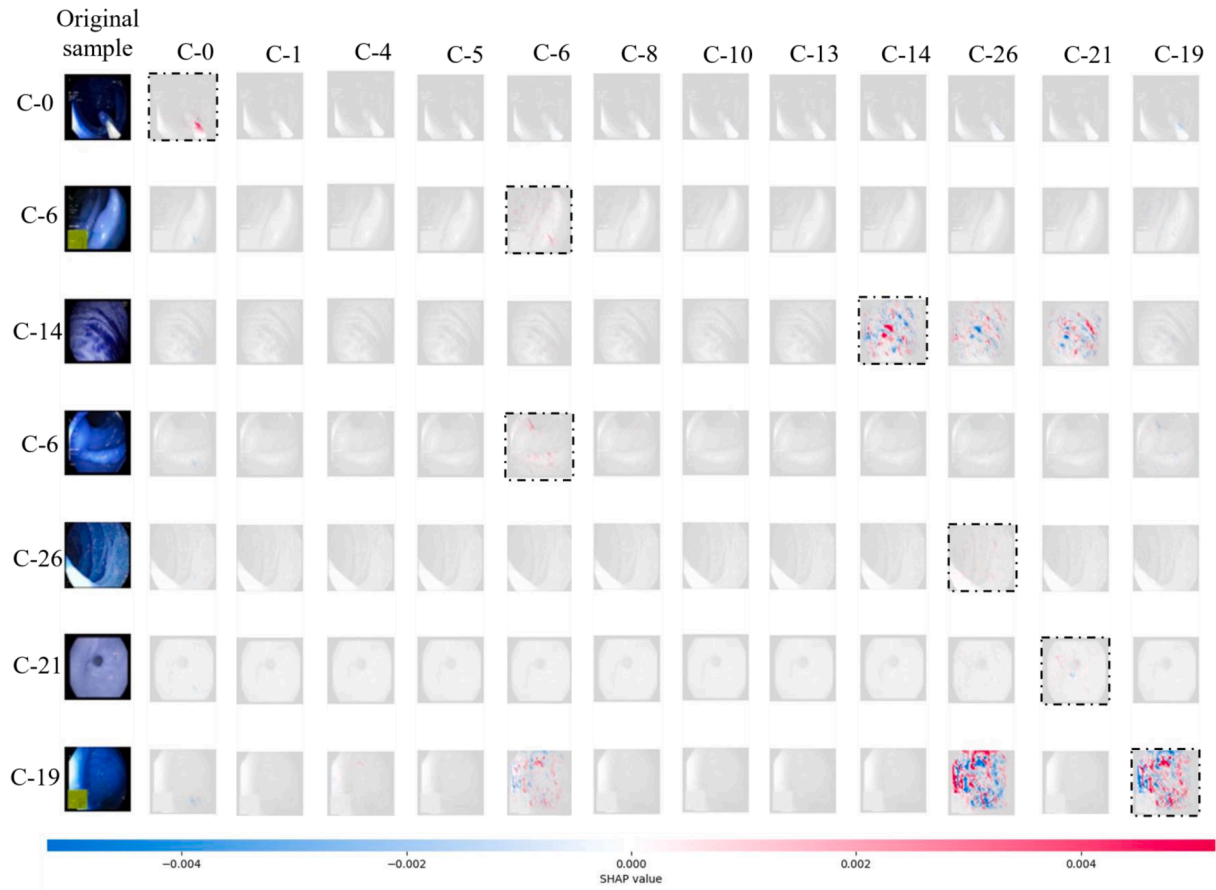 Original
sample
C-0 C-1 C-4 C-5 C-6 C-8 C-10 C-13 C-14 C-26 C-21 C-19
C-0
C-6
C-14
C-6
C-26
C-21
C-19
−0.004 −0.002 0.000 0.002 0.004
SHAP value